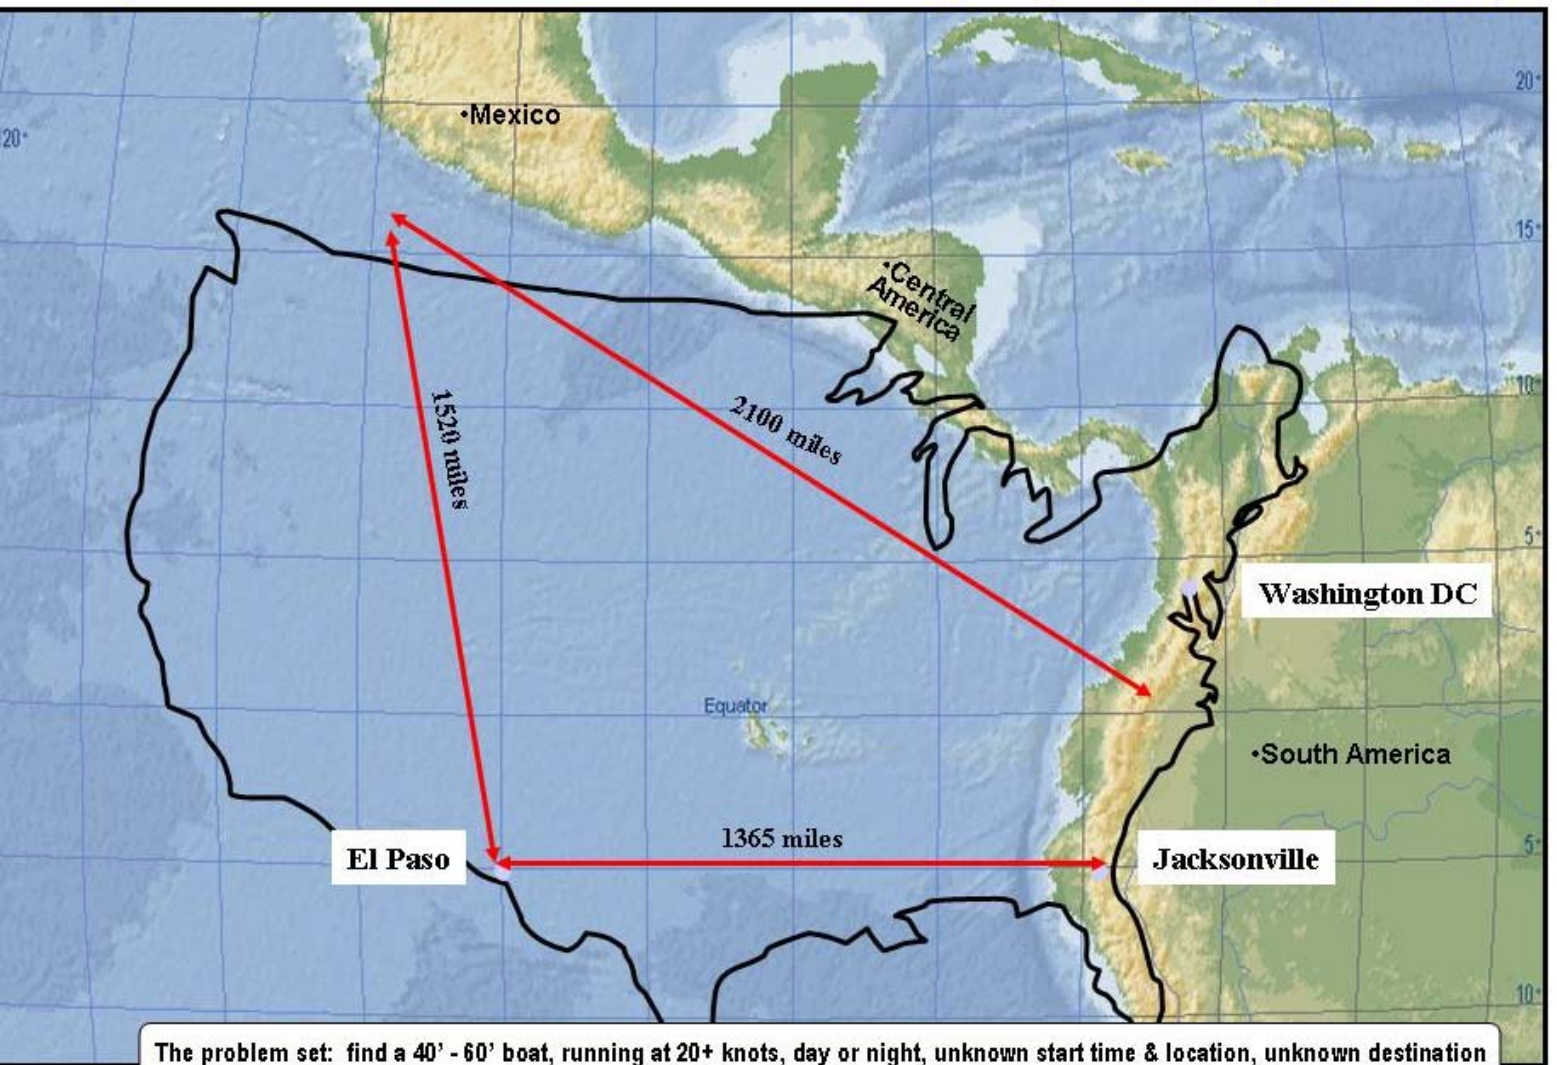 20°
•Mexico
20°
15°
•Central
America
10°
1520 miles
2100 miles
5°
Washington DC
Equator
•South America
1365 miles
El Paso
Jacksonville
5°
10°
The problem set: find a 40’ - 60’ boat, running at 20+ knots, day or night, unknown start time & location, unknown destination